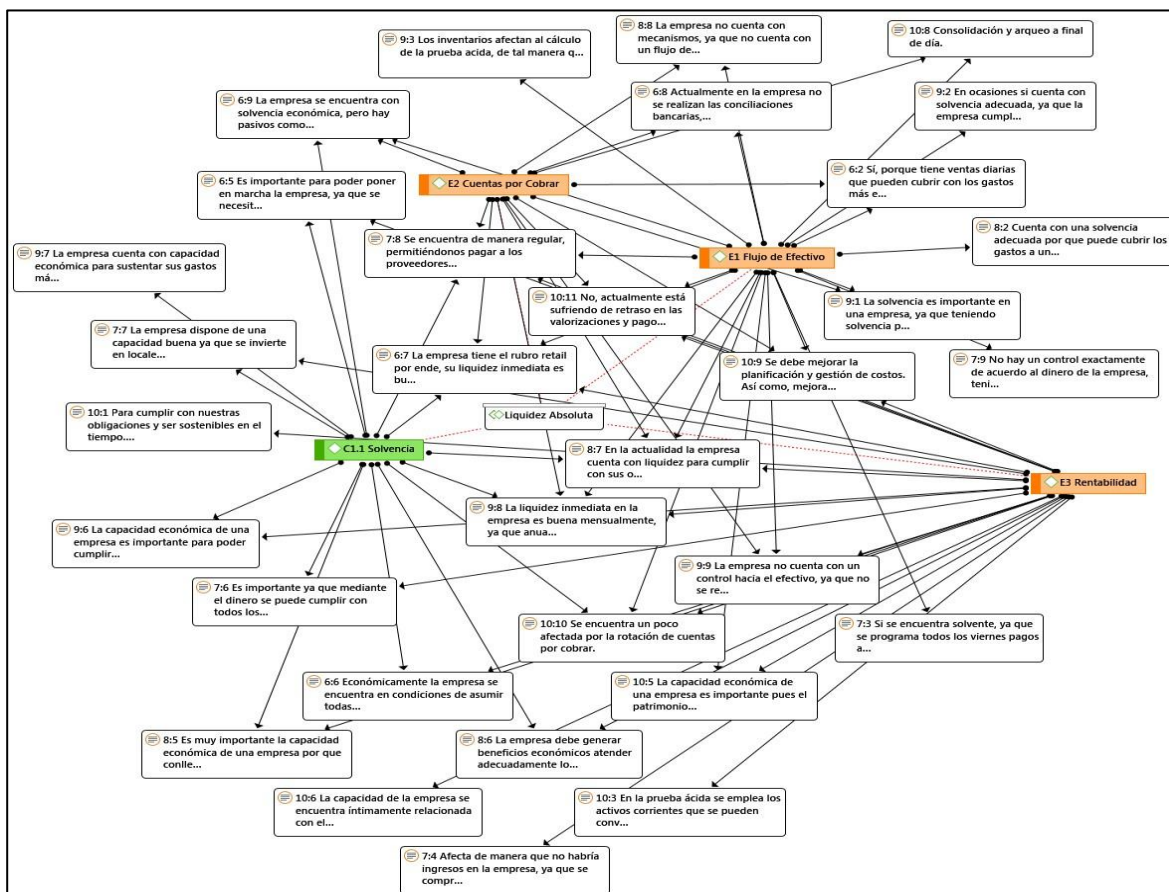 8:8 La empresa no cuenta con
mecanismos, ya que no cuenta con
un flujo de...
10:8 Consolidación y arqueo a final
de día.
9:3 Los inventarios afectan al cálculo
de la prueba acida, de tal manera q...
6:8 Actualmente en la empresa no
se realizan las conciliaciones
bancarias,...
9:2 En ocasiones si cuenta con
solvencia adecuada, ya que la
empresa cumpl...
6:9 La empresa se encuentra con
solvencia económica, pero hay
pasivos como...
E2 Cuentas por Cobrar
6:2 Sí, porque tiene ventas diarias
que pueden cubrir con los gastos
más e...
6:5 Es importante para poder poner
en marcha la empresa, ya que se
necesit...
8:2 Cuenta con una solvencia
adecuada por que puede cubrir los
gastos a un...
7:8 Se encuentra de manera regular,
permitiéndonos pagar a los
proveedores...
E1 Flujo de Efectivo
9:7 La empresa cuenta con capacidad
económica para sustentar sus gastos
má...
10:11 No, actualmente está
sufriendo de retraso en las
valorizaciones y pago...
9:1 La solvencia es importante en
una empresa, ya que teniendo
solvencia p...
7:7 La empresa dispone de una
capacidad buena ya que se invierte
en locale...
6:7 La empresa tiene el rubro retail
por ende, su liquidez inmediata es
bu...
10:9 Se debe mejorar la
planificación y gestión de costos.
Así como, mejora...
7:9 No hay un control exactamente
de acuerdo al dinero de la empresa,
teni...
10:1 Para cumplir con nuestras
obligaciones y ser sostenibles en el
tiempo....
Liquidez Absoluta
C1.1 Solvencia
8:7 En la actualidad la empresa
cuenta con liquidez para cumplir
con sus o...
E3 Rentabilidad
9:8 La liquidez inmediata en la
empresa es buena mensualmente,
ya que anua...
9:6 La capacidad económica de una
empresa es importante para poder
cumplir...
9:9 La empresa no cuenta con un
control hacia el efectivo, ya que no
se re...
7:6 Es importante ya que mediante
el dinero se puede cumplir con
todos los...
10:10 Se encuentra un poco
afectada por la rotación de cuentas
por cobrar.
7:3 Si se encuentra solvente, ya que
se programa todos los viernes pagos
a...
6:6 Económicamente la empresa se
encuentra en condiciones de asumir
todas...
10:5 La capacidad económica de
una empresa es importante pues el
patrimonio...
8:5 Es muy importante la capacidad
económica de una empresa por que
conlle...
8:6 La empresa debe generar
beneficios económicos atender
adecuadamente lo...
10:6 La capacidad de la empresa se
encuentra íntimamente relacionada
con el...
10:3 En la prueba ácida se emplea los
activos corrientes que se pueden
conv...
7:4 Afecta de manera que no habría
ingresos en la empresa, ya que se
compr...